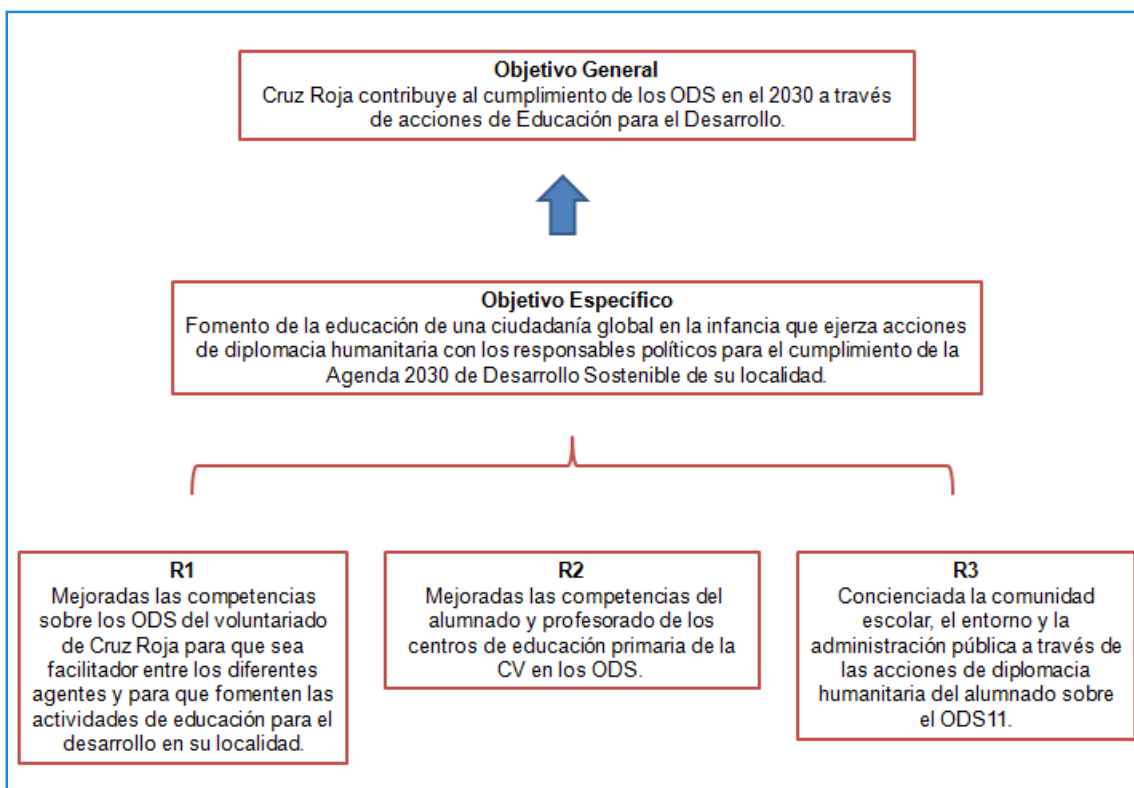 Objetivo General
Cruz Roja contribuye al cumplimiento de los ODS en el 2030 a través
de acciones de Educación para el Desarrollo.
Objetivo Específico
Fomento de la educación de una ciudadanía global en la infancia que ejerza acciones
de diplomacia humanitaria con los responsables políticos para el cumplimiento de la
Agenda 2030 de Desarrollo Sostenible de su localidad.
R1
Mejoradas las competencias
sobre los ODS del voluntariado
de Cruz Roja para que sea
facilitador entre los diferentes
agentes y para que fomenten las
actividades de educación para el
desarrollo en su localidad.
R2
Mejoradas las competencias del
alumnado y profesorado de los
centros de educación primaria de la
CV en los ODS.
R3
Concienciada la comunidad
escolar, el entorno y la
administración pública a través de
las acciones de diplomacia
humanitaria del alumnado sobre
el ODS11.